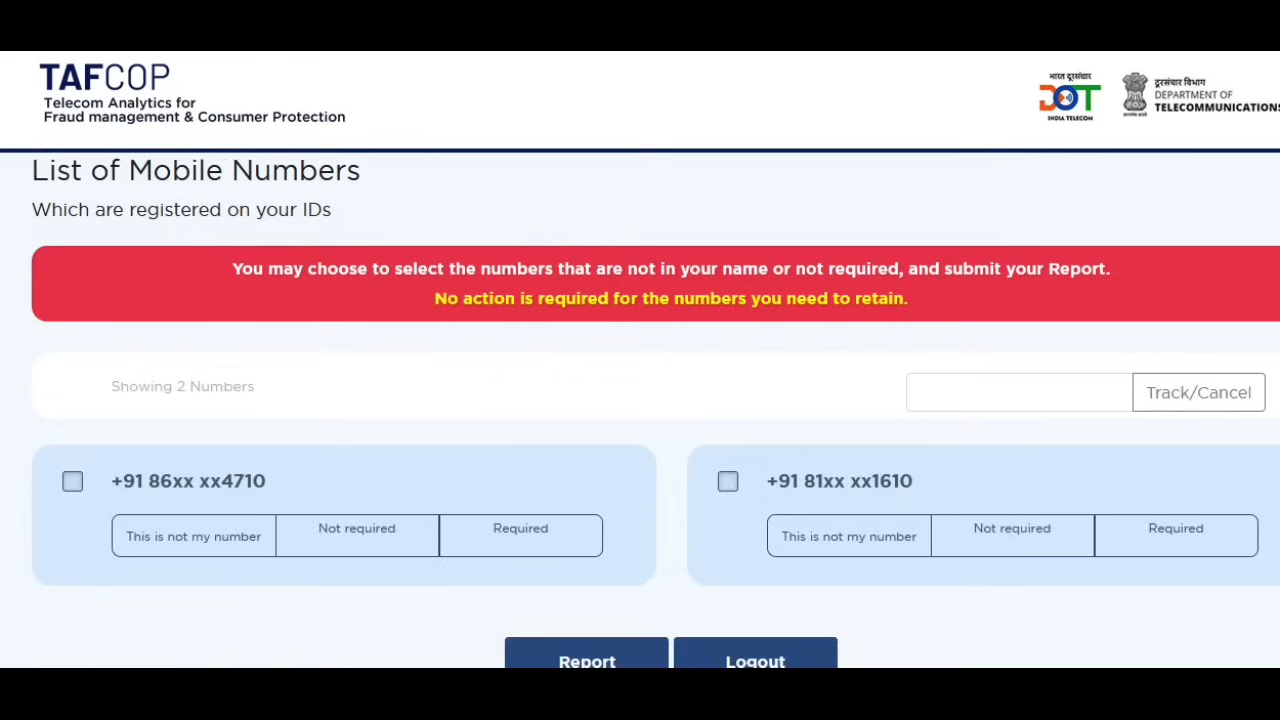 TAFCOP
Telecom Analytics for
Fraud management & Consumer Protection
भारत दूरसंचार
DOT
INDIA TELECOM
दूरसंचार विभाग
DEPARTMENT OF
TELECOMMUNICATIONS
List of Mobile Numbers
Which are registered on your IDs
You may choose to select the numbers that are not in your name or not required, and submit your Report.
No action is required for the numbers you need to retain.
Showing 2 Numbers
Track/Cancel
+91 86xx xx4710
This is not my number
Not required
Required
+91 81xx xx1610
This is not my number
Not required
Required
Report
Logout